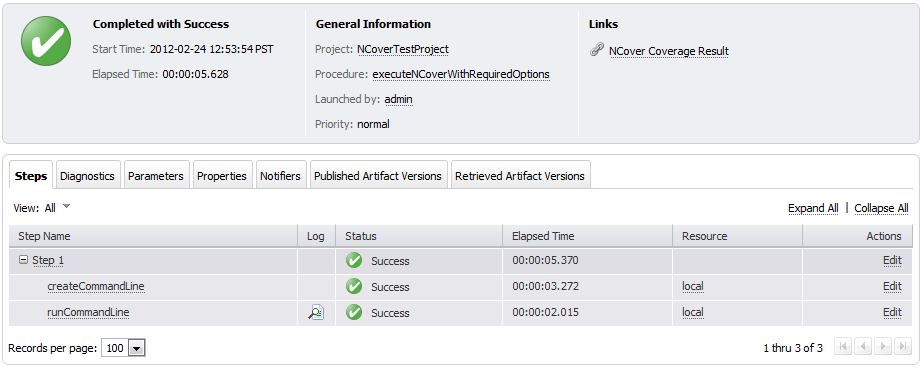 Completed with Success
Start Time: 2012-02-24 12:53:54 PST
Elapsed Time: 00:00:05.628
General Information
Project: NCoverTestProject
Procedure: executeNCoverWithRequiredOptions
Launched by: admin
Priority: normal
Links
NCover Coverage Result
Steps Diagnostics Parameters Properties Notifiers Published Artifact Versions Retrieved Artifact Versions
View: All Expand All | Collapse All
Step Name Log Status Elapsed Time Resource Actions
Step 1 Success 00:00:05.370 Edit
createCommandLine Success 00:00:03.272 local Edit
runCommandLine Success 00:00:02.015 local Edit
Records per page: 100 1 thru 3 of 3